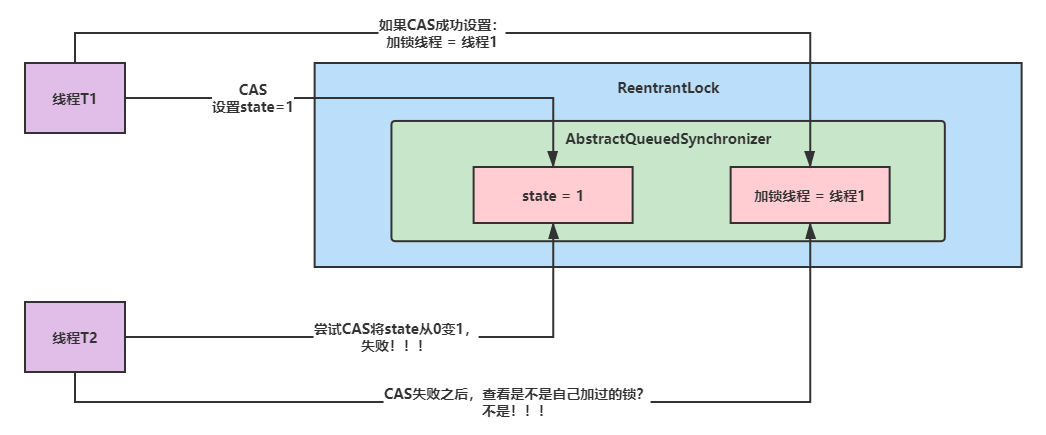 如果CAS成功设置：
加锁线程 = 线程1
线程T1
CAS
设置state=1
ReentrantLock
AbstractQueuedSynchronizer
state = 1
加锁线程 = 线程1
线程T2
尝试CAS将state从0变1，
失败！！！
CAS失败之后，查看是不是自己加过的锁？
不是！！！